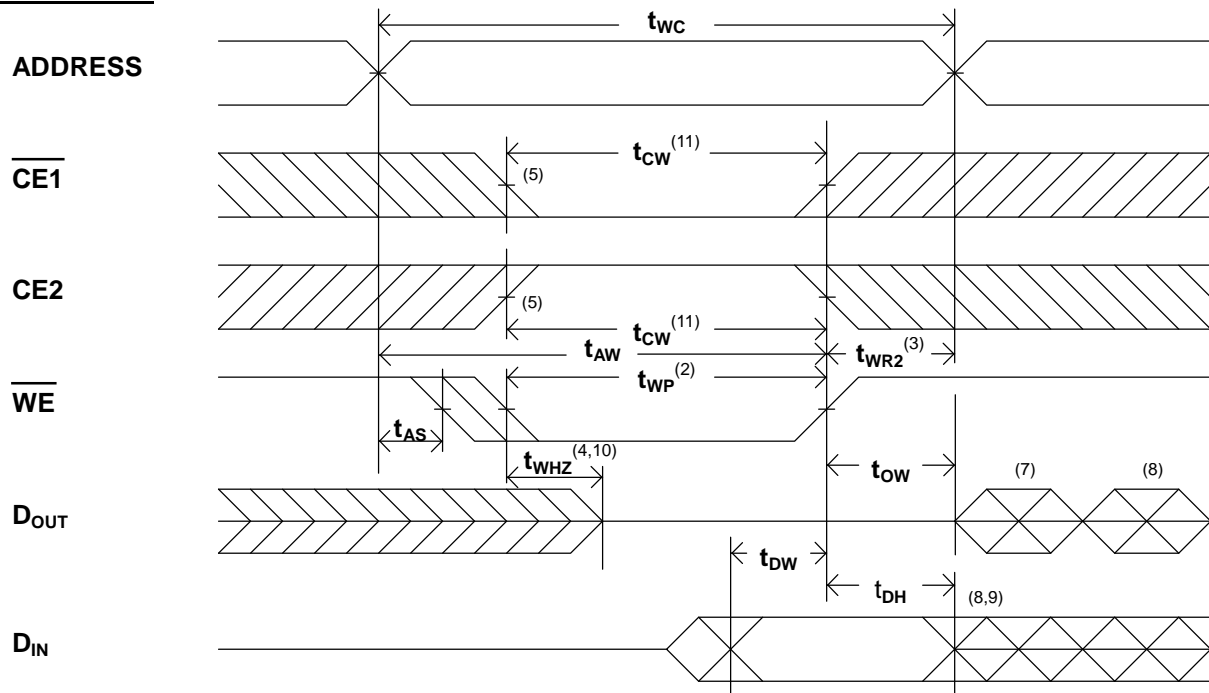 tWC
ADDRESS
CE1
tCW(11)
(5)
CE2
(5)
tCW(11)
tAW
tWR2(3)
WE
tWP(2)
tAS
tWHZ(4,10)
tOW
(7)
(8)
DOUT
tDW
tDH
(8,9)
DIN